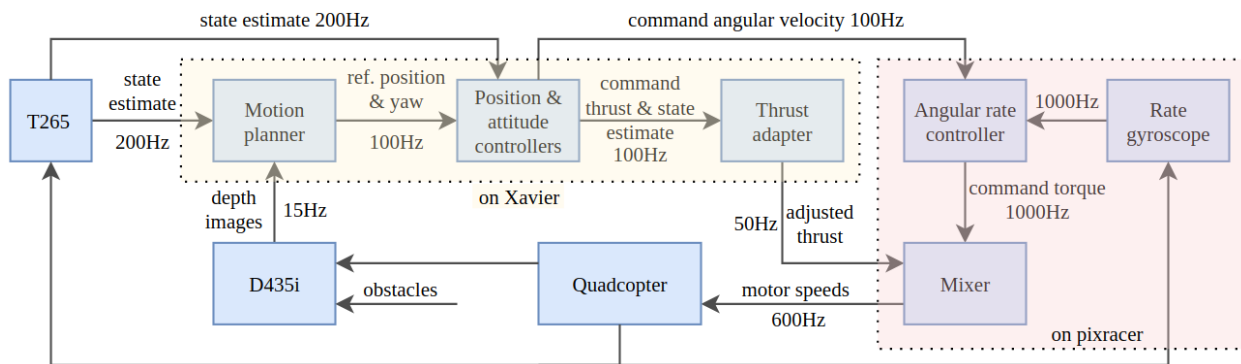 state estimate 200Hz
command angular velocity 100Hz
state
estimate
200Hz
T265
Motion
planner
ref. position
& yaw
100Hz
Position &
attitude
controllers
command
thrust & state
estimate
100Hz
Thrust
adapter
Angular rate
controller
1000Hz
Rate
gyroscope
on Xavier
depth
images
15Hz
50Hz
adjusted
thrust
command torque
1000Hz
D435i
obstacles
Quadcopter
motor speeds
600Hz
Mixer
on pixracer